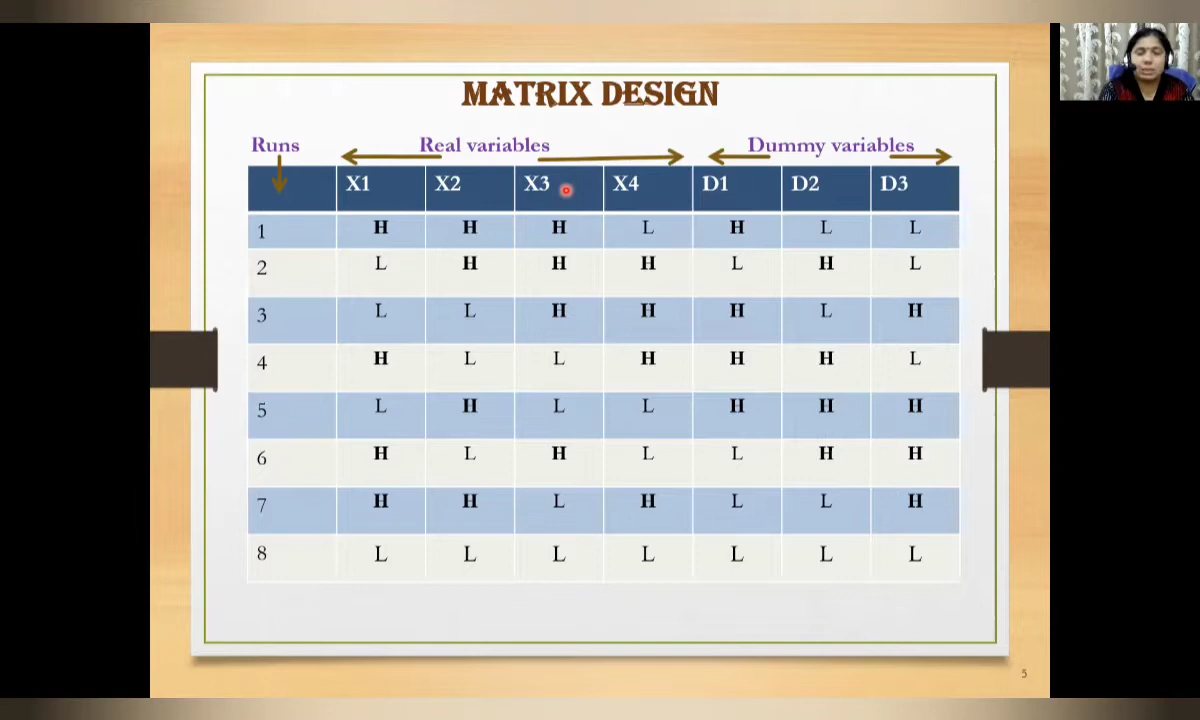 MATRIX DESIGN
Runs Real variables Dummy variables
X1 X2 X3 X4 D1 D2 D3
1 H H H L H L L
2 L H H H L H L
3 L L H H H L H
4 H L L H H H L
5 L H L L H H H
6 H L H L L H H
7 H H L H L L H
8 L L L L L L L
5